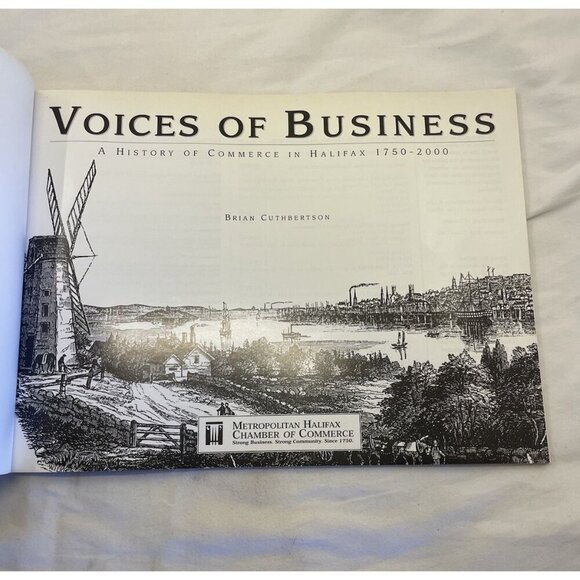 VOICES OF BUSINESS
A HISTORY OF COMMERCE IN HALIFAX 1750-2000
BRIAN CUTHBERTSON
METROPOLITAN HALIFAX
CHAMBER OF COMMERCE
Strong Business. Strong Community. Since 1750.